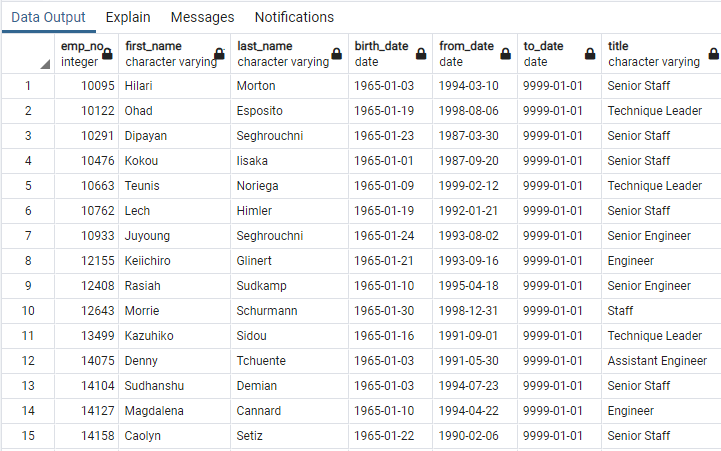 Data Output Explain Messages Notifications
emp_no first_name last_name birth_date from_date to_date title
integer character varying character varying date date date character varying
1 10095 Hilari Morton 1965-01-03 1994-03-10 9999-01-01 Senior Staff
2 10122 Ohad Esposito 1965-01-19 1998-08-06 9999-01-01 Technique Leader
3 10291 Dipayan Seghrouchni 1965-01-23 1987-03-30 9999-01-01 Senior Staff
4 10476 Kokou Iisaka 1965-01-01 1987-09-20 9999-01-01 Senior Staff
5 10663 Teunis Noriega 1965-01-09 1999-02-12 9999-01-01 Technique Leader
6 10762 Lech Himler 1965-01-19 1992-01-21 9999-01-01 Senior Staff
7 10933 Juyoung Seghrouchni 1965-01-24 1993-08-02 9999-01-01 Senior Engineer
8 12155 Keiichiro Glinert 1965-01-21 1993-09-16 9999-01-01 Engineer
9 12408 Rasiah Sudkamp 1965-01-10 1995-04-18 9999-01-01 Senior Engineer
10 12643 Morrie Schurmann 1965-01-30 1998-12-31 9999-01-01 Staff
11 13499 Kazuhiko Sidou 1965-01-16 1991-09-01 9999-01-01 Technique Leader
12 14075 Denny Tchuente 1965-01-03 1991-05-30 9999-01-01 Assistant Engineer
13 14104 Sudhanshu Demian 1965-01-03 1994-07-23 9999-01-01 Senior Staff
14 14127 Magdalena Cannard 1965-01-10 1994-04-22 9999-01-01 Engineer
15 14158 Caolyn Setiz 1965-01-22 1990-02-06 9999-01-01 Senior Staff